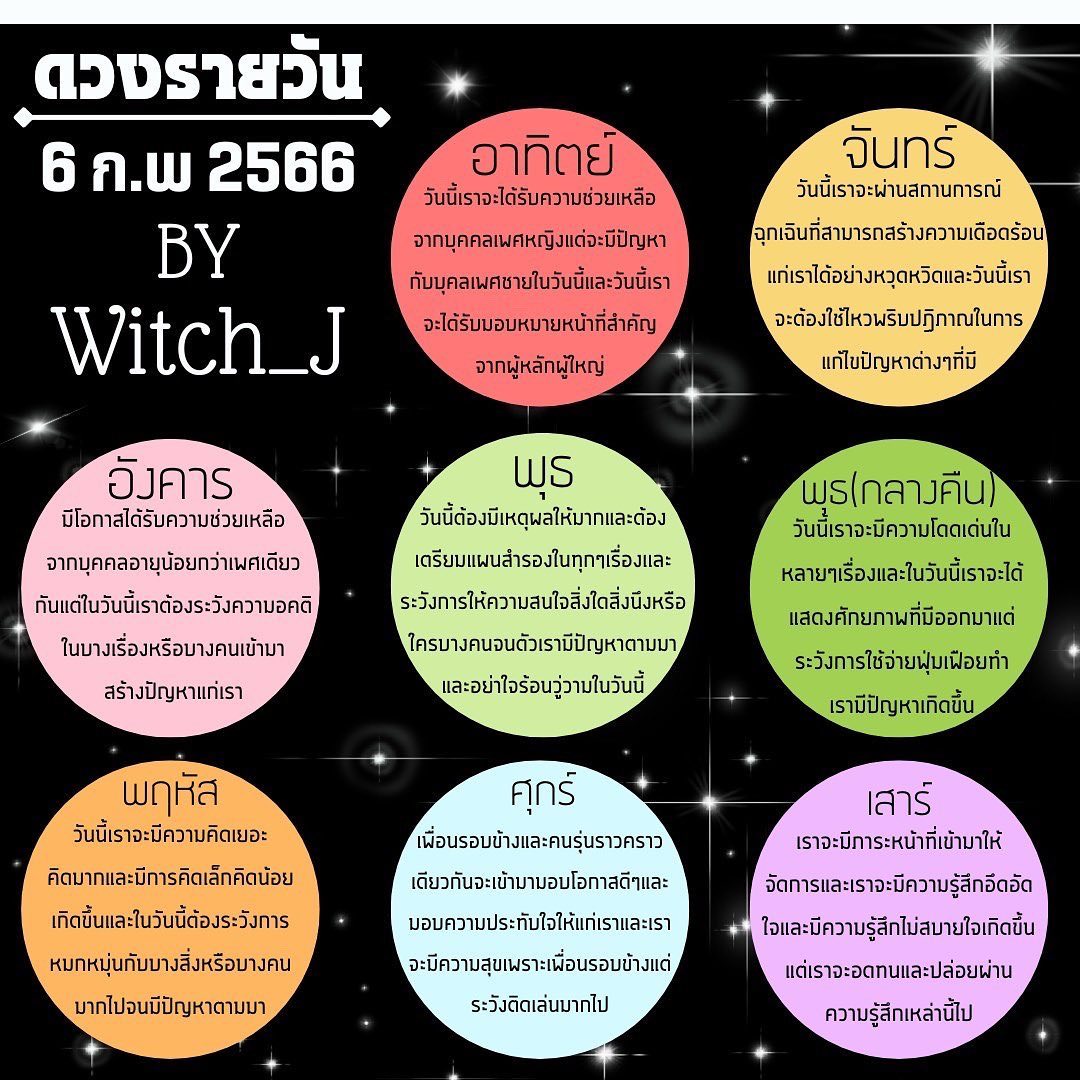 ดวงรายวัน
6 ก.พ 2566
BY
Witch_J
อาทิตย์
วันนี้เราจะได้รับความช่วยเหลือ
จากบุคคลเพศหญิงแต่จะมีปัญหา
กับบุคลเพศชายในวันนี้และวันนี้เรา
จะได้รับมอบหมายหน้าที่สำคัญ
จากผู้หลักผู้ใหญ่
จันทร์
วันนี้เราจะผ่านสถานการณ์
ฉุกเฉินที่สามารถสร้างความเดือดร้อน
แก่เราได้อย่างหวุดหวิดและวันนี้เรา
จะต้องใช้ไหวพริบปฏิภาณในการ
แก้ไขปัญหาต่างๆที่มี
อังคาร
มีโอกาสได้รับความช่วยเหลือ
จากบุคคลอายุน้อยกว่าเพศเดียว
กันแต่ในวันนี้เราต้องระวังความอคติ
ในบางเรื่องหรือบางคนเข้ามา
สร้างปัญหาแก่เรา
พุธ
วันนี้ต้องมีเหตุผลให้มากและต้อง
เตรียมแผนสำรองในทุกๆเรื่องและ
ระวังการให้ความสนใจสิ่งใดสิ่งนึงหรือ
ใครบางคนจนตัวเรามีปัญหาตามมา
และอย่าใจร้อนวู่วามในวันนี้
พุธ(กลางคืน)
วันนี้เราจะมีความโดดเด่นใน
หลายๆเรื่องและในวันนี้เราจะได้
แสดงศักยภาพที่มีออกมาแต่
ระวังการใช้จ่ายฟุ่มเฟือยทำ
เรามีปัญหาเกิดขึ้น
พฤหัส
วันนี้เราจะมีความคิดเยอะ
คิดมากและมีการคิดเล็กคิดน้อย
เกิดขึ้นและในวันนี้ต้องระวังการ
หมกหมุ่นกับบางสิ่งหรือบางคน
มากไปจนมีปัญหาตามมา
ศุกร์
เพื่อนรอบข้างและคนรุ่นราวคราว
เดียวกันจะเข้ามามอบโอกาสดีๆและ
มอบความประทับใจให้แก่เราและเรา
จะมีความสุขเพราะเพื่อนรอบข้างแต่
ระวังติดเล่นมากไป
เสาร์
เราจะมีภาระหน้าที่เข้ามาให้
จัดการและเราจะมีความรู้สึกอึดอัด
ใจและมีความรู้สึกไม่สบายใจเกิดขึ้น
แต่เราจะอดทนและปล่อยผ่าน
ความรู้สึกเหล่านี้ไป